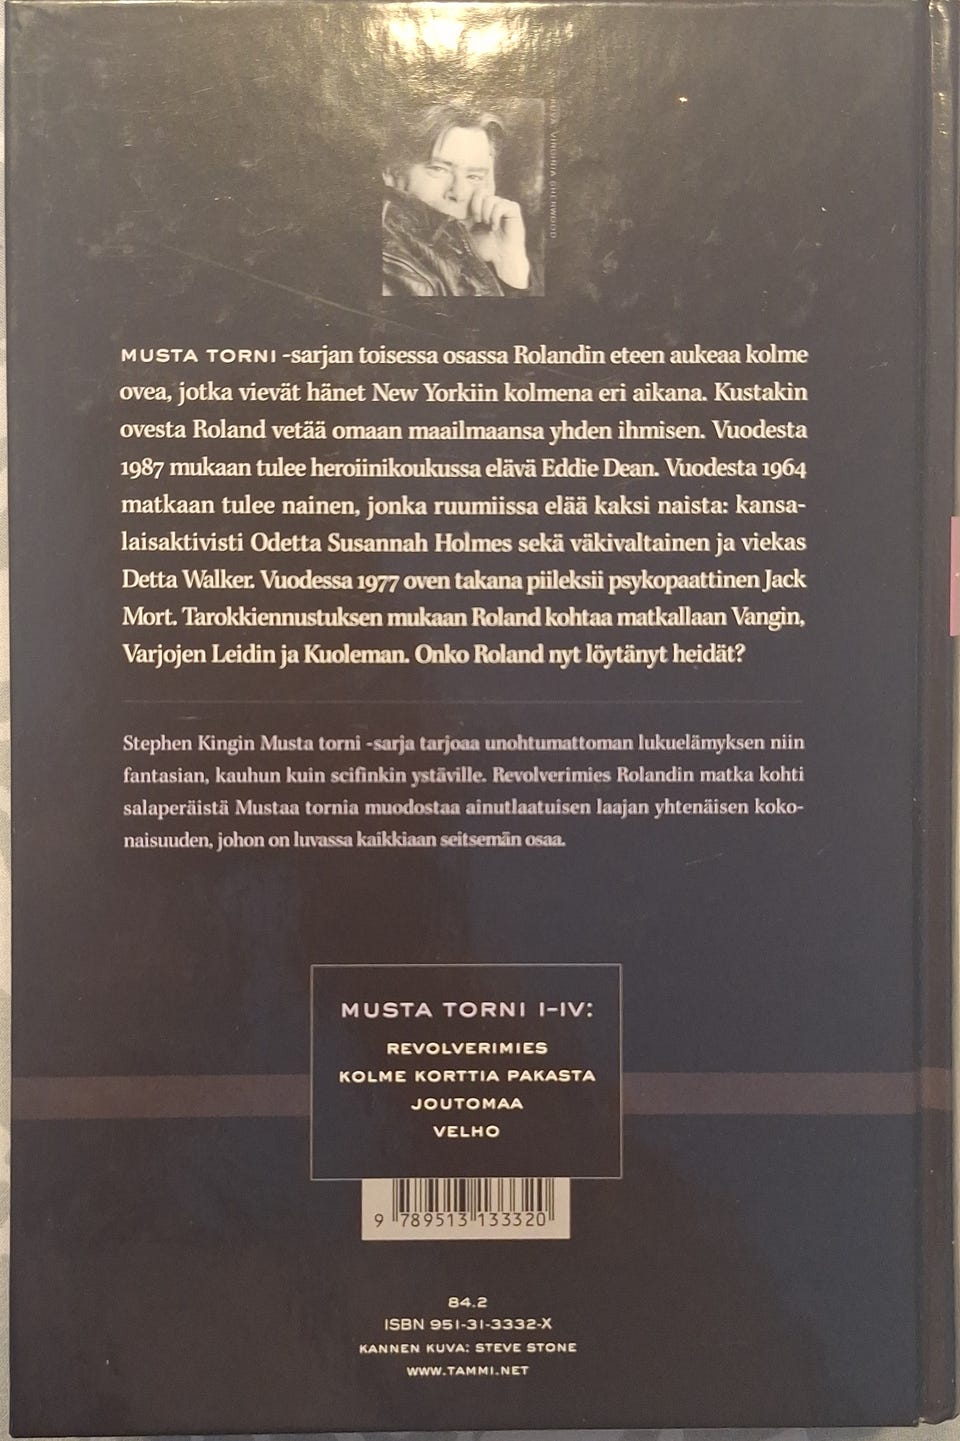 KUVA: VIRGINIA SHERWOOD
MUSTA TORNI -sarjan toisessa osassa Rolandin eteen aukeaa kolme
ovea, jotka vievät hänet New Yorkiin kolmena eri aikana. Kustakin
ovesta Roland vetää omaan maailmaansa yhden ihmisen. Vuodesta
1987 mukaan tulee heroiinikoukussa elävä Eddie Dean. Vuodesta 1964
matkaan tulee nainen, jonka ruumiissa elää kaksi naista: kansa-
laisaktivisti Odetta Susannah Holmes sekä väkivaltainen ja viekas
Detta Walker. Vuodessa 1977 oven takana piileksii psykopaattinen Jack
Mort. Tarokkiennustuksen mukaan Roland kohtaa matkallaan Vangin,
Varjojen Leidin ja Kuoleman. Onko Roland nyt löytänyt heidät?
Stephen Kingin Musta torni -sarja tarjoaa unohtumattoman lukuelämyksen niin
fantasian, kauhun kuin scifinkin ystäville. Revolverimies Rolandin matka kohti
salaperäistä Mustaa tornia muodostaa ainutlaatuisen laajan yhtenäisen koko-
naisuuden, johon on luvassa kaikkiaan seitsemän osaa.
MUSTA TORNI I–IV:
REVOLVERIMIES
KOLME KORTTIA PAKASTA
JOUTOMAA
VELHO
9 789513 133320
84.2
ISBN 951-31-3332-X
KANNEN KUVA: STEVE STONE
WWW.TAMMI.NET